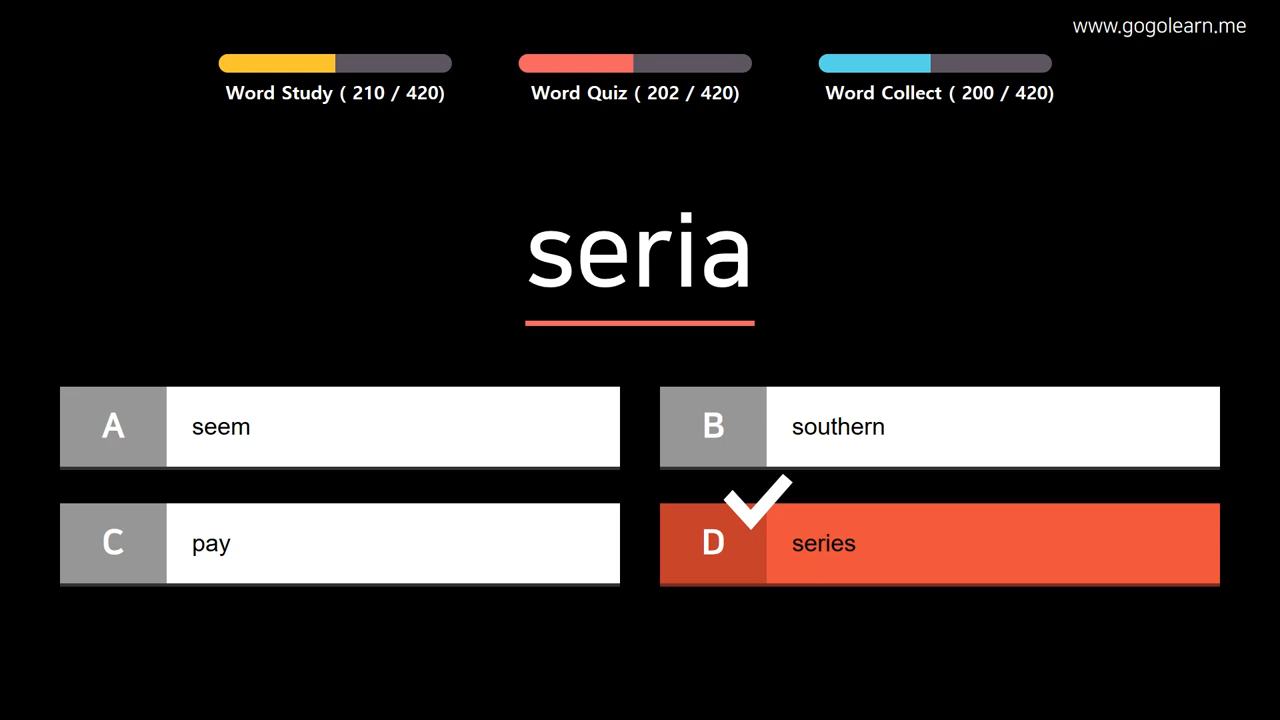 www.gogolearn.me
Word Study ( 210 / 420)
Word Quiz ( 202 / 420)
Word Collect ( 200 / 420)
seria
A seem
B southern
C pay
D series